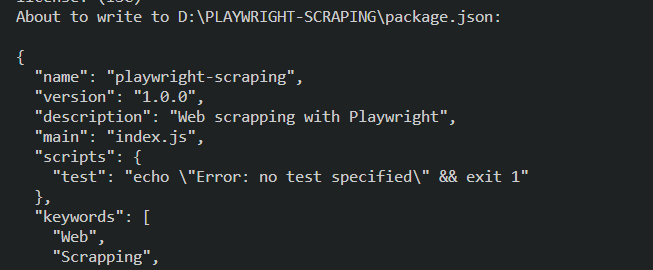 license: (ISC)
About to write to D:\PLAYWRIGHT-SCRAPING\package.json:
{
"name": "playwright-scraping",
"version": "1.0.0",
"description": "Web scrapping with Playwright",
"main": "index.js",
"scripts": {
"test": "echo \"Error: no test specified\" && exit 1"
},
"keywords": [
"Web",
"Scrapping",